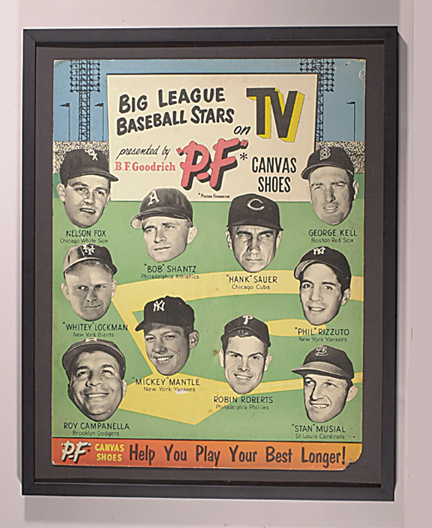 BIG LEAGUE
BASEBALL STARS
on TV
presented by
B.F. Goodrich "P.F"* CANVAS
SHOES
*Posture Foundation
NELSON FOX
Chicago White Sox
"BOB" SHANTZ
Philadelphia Athletics
"HANK" SAUER
Chicago Cubs
GEORGE KELL
Boston Red Sox
"WHITEY" LOCKMAN
New York Giants
"MICKEY" MANTLE
New York Yankees
ROBIN ROBERTS
Philadelphia Phillies
"PHIL" RIZZUTO
New York Yankees
ROY CAMPANELLA
Brooklyn Dodgers
"STAN" MUSIAL
St. Louis Cardinals
P.F CANVAS
SHOES Help You Play Your Best Longer!